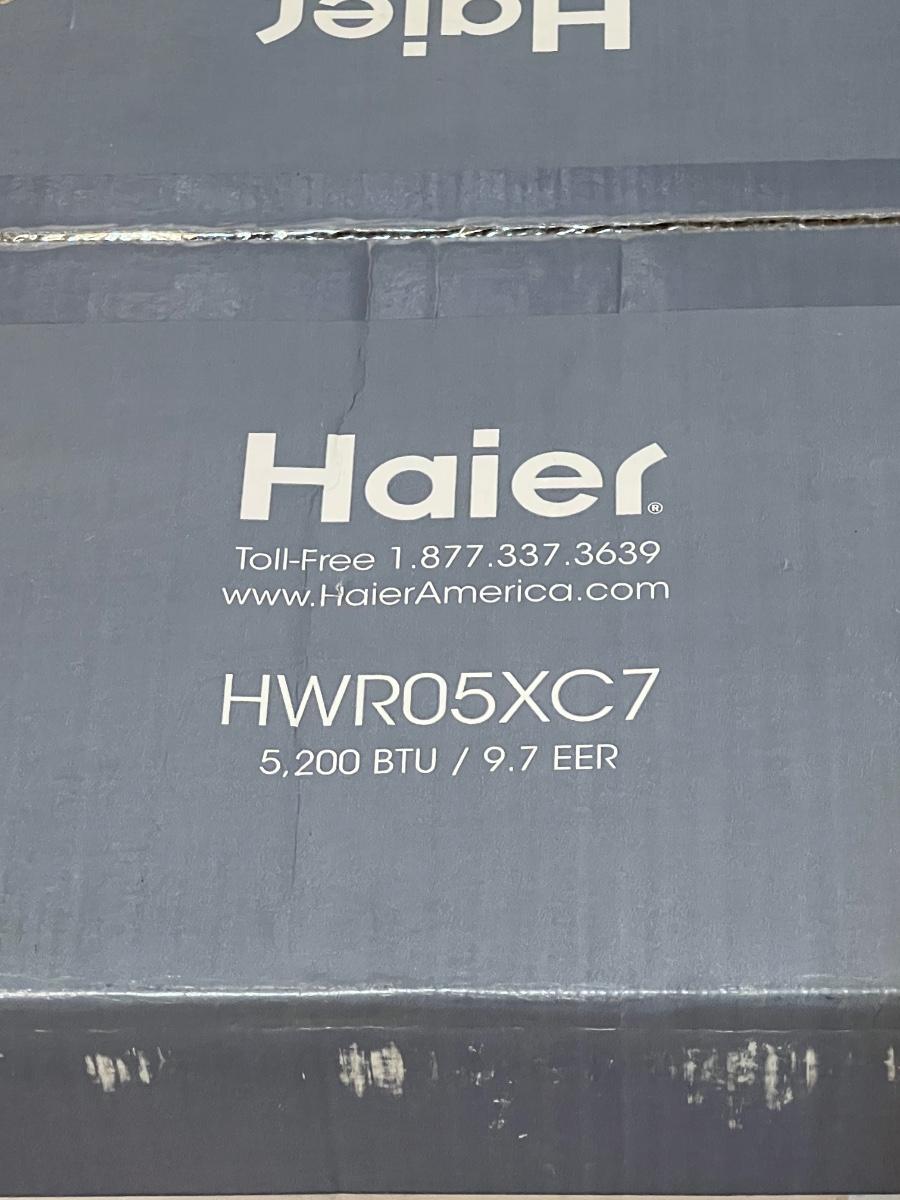 Haier
Haier®
Toll-Free 1.877.337.3639
www.HaierAmerica.com
HWR05XC7
5,200 BTU / 9.7 EER